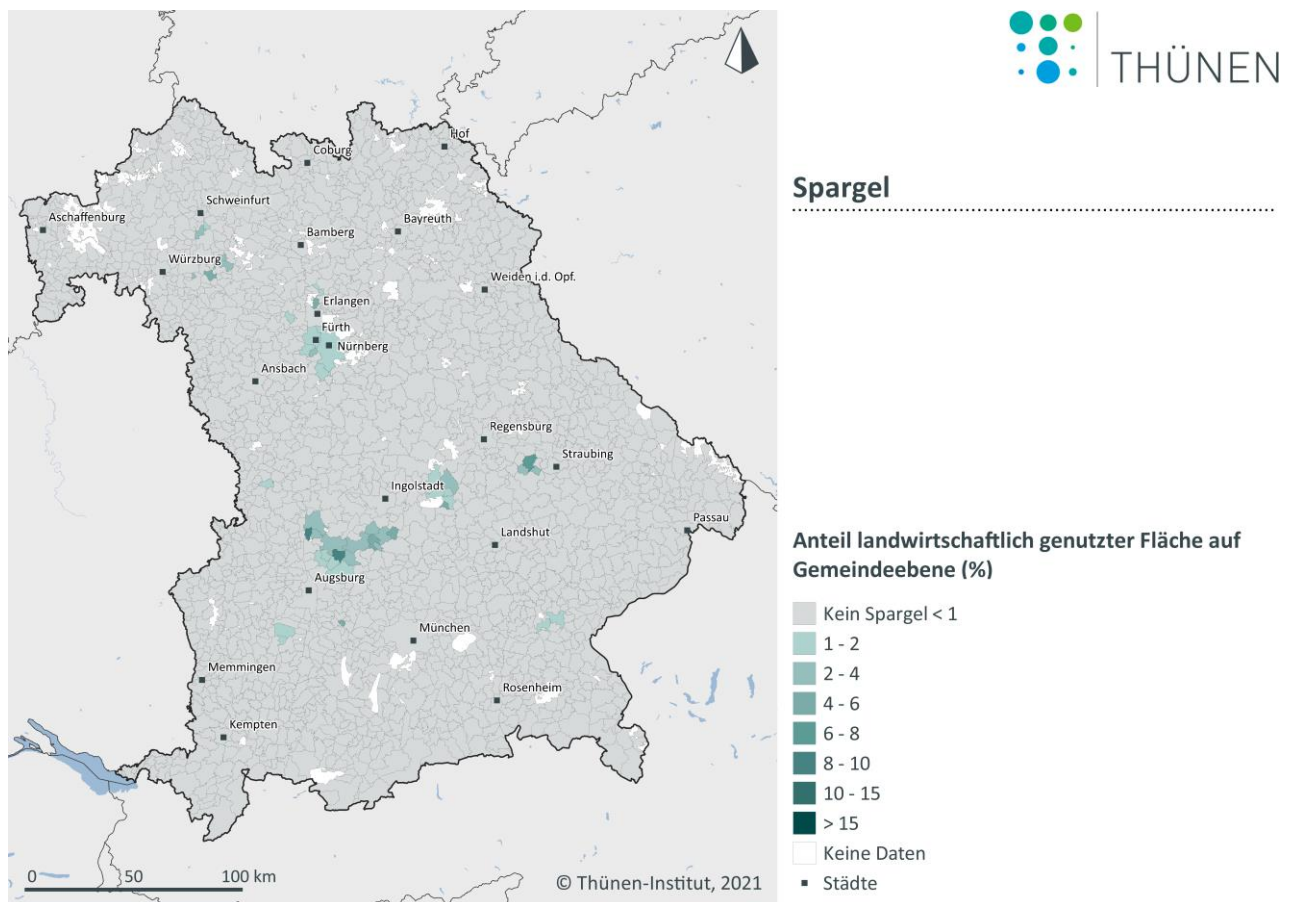 THÜNEN
Spargel
Hof
Coburg
Schweinfurt
Aschaffenburg
Bayreuth
Bamberg
Würzburg
Weiden i.d. Opf.
Erlangen
Fürth
Nürnberg
Ansbach
Regensburg
Straubing
Ingolstadt
Passau
Landshut
Augsburg
München
Memmingen
Rosenheim
Kempten
0 50 100 km
© Thünen-Institut, 2021
Anteil landwirtschaftlich genutzter Fläche auf
Gemeindeebene (%)
Kein Spargel < 1
1 - 2
2 - 4
4 - 6
6 - 8
8 - 10
10 - 15
> 15
Keine Daten
Städte